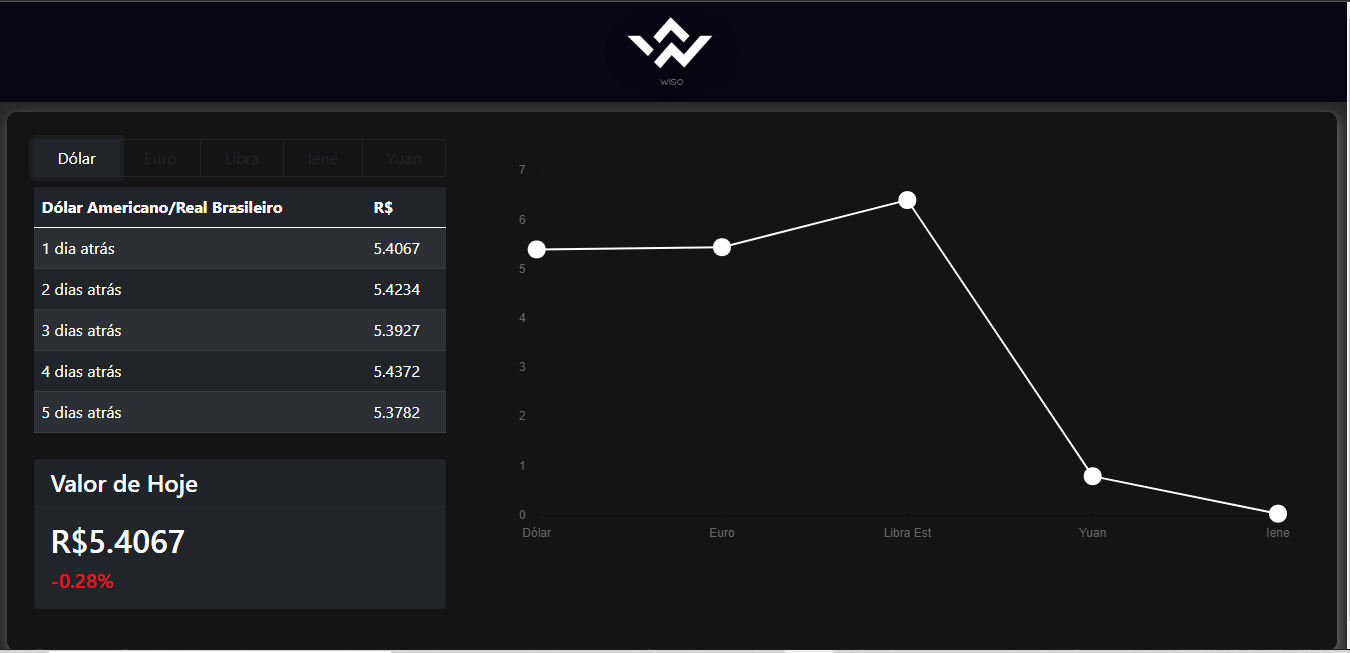 WISO
Dólar Euro Libra Iene Yuan
Dólar Americano/Real Brasileiro R$
1 dia atrás 5.4067
2 dias atrás 5.4234
3 dias atrás 5.3927
4 dias atrás 5.4372
5 dias atrás 5.3782
Valor de Hoje
R$5.4067
-0.28%
7
6
5
4
3
2
1
0
Dólar Euro Libra Est Yuan Iene